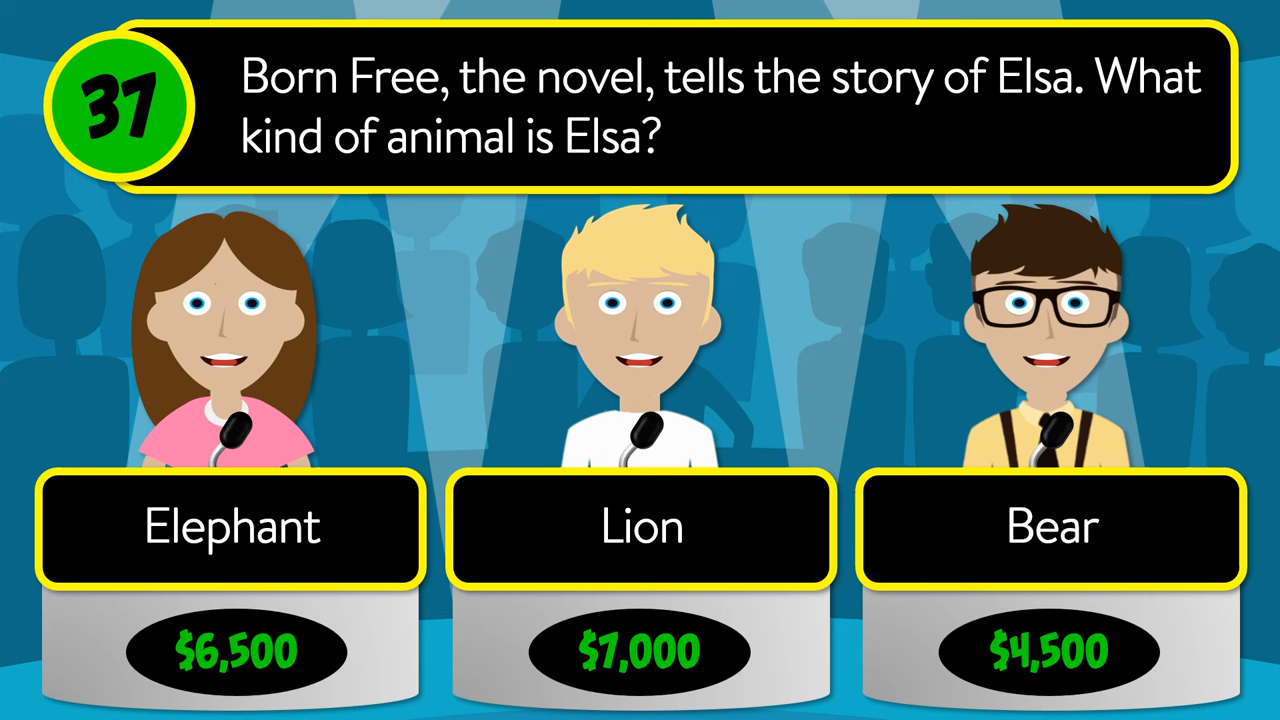 37
Born Free, the novel, tells the story of Elsa. What
kind of animal is Elsa?
Elephant
Lion
Bear
$6,500
$7,000
$4,500